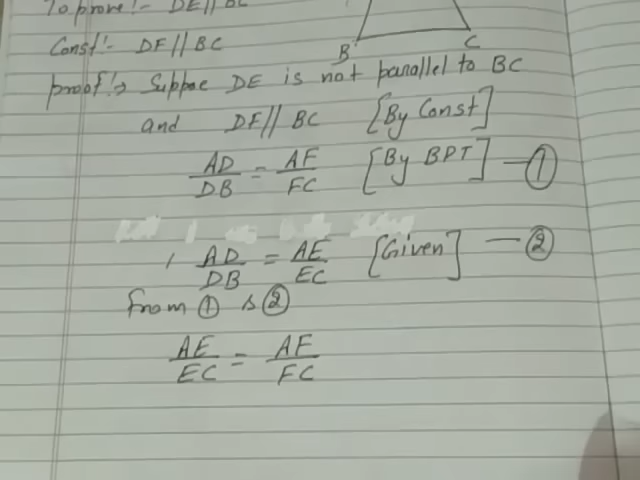 To prove:- DE // BC
Const:- DF // BC
B C
proof:> Suppose DE is not parallel to BC
and DF // BC [By Const]
AD/DB = AF/FC [By BPT] — ①
, AD/DB = AE/EC [Given] — ②
from ① & ②
AE/EC = AF/FC